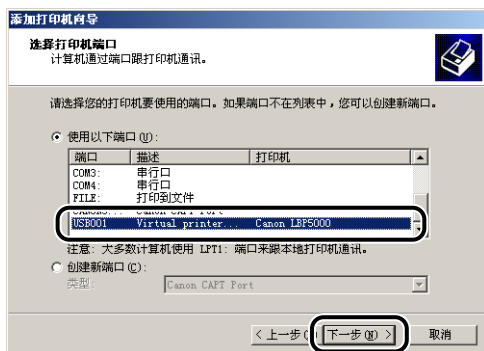 添加打印机向导
选择打印机端口
计算机通过端口跟打印机通讯。
请选择您的打印机要使用的端口。如果端口不在列表中，您可以创建新端口。
使用以下端口(U):
端口 描述 打印机
COM3: 串行口
COM4: 串行口
FILE: 打印到文件
Canon CAPT Port
USB001 Virtual printer... Canon LBP5000
注意: 大多数计算机使用 LPT1: 端口来跟本地打印机通讯。
创建新端口(C):
类型: Canon CAPT Port
< 上一步( 下一步(N) > 取消